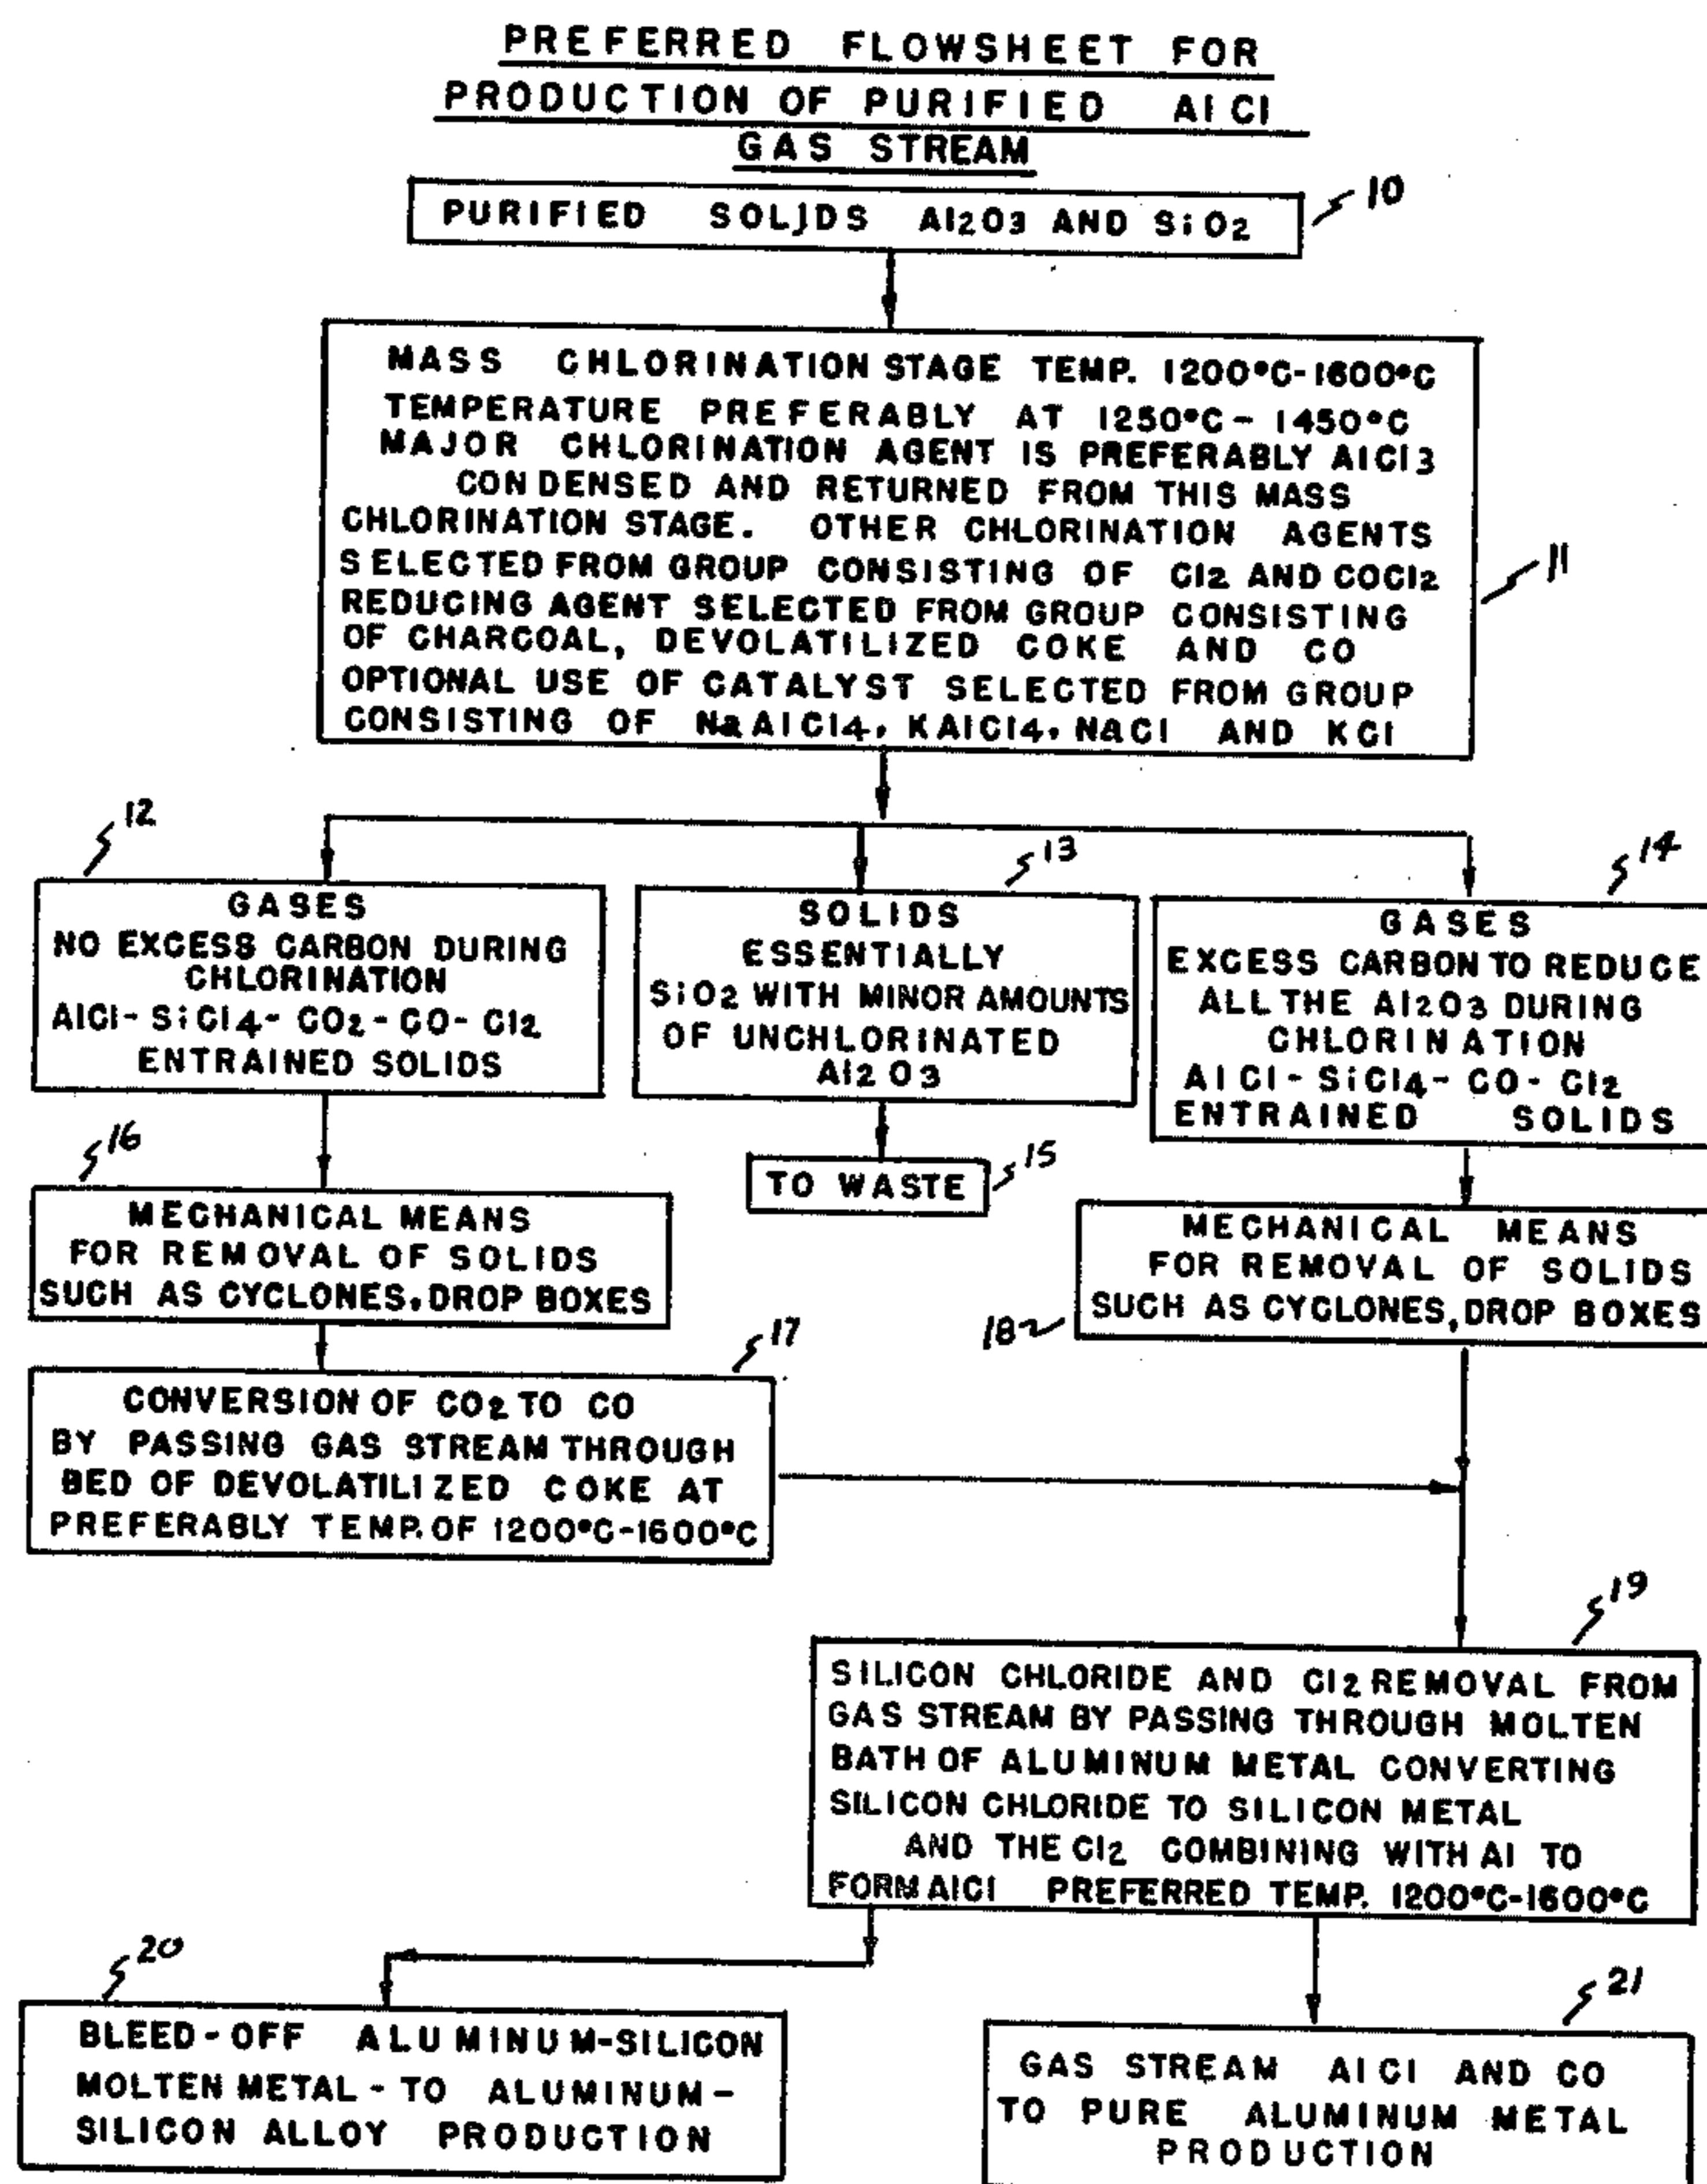 PREFERRED FLOWSHEET FOR
PRODUCTION OF PURIFIED AlCl
GAS STREAM
PURIFIED SOLIDS Al2O3 AND SiO2
10
MASS CHLORINATION STAGE TEMP. 1200°C-1600°C
TEMPERATURE PREFERABLY AT 1250°C - 1450°C
MAJOR CHLORINATION AGENT IS PREFERABLY AlCl3
CONDENSED AND RETURNED FROM THIS MASS
CHLORINATION STAGE. OTHER CHLORINATION AGENTS
SELECTED FROM GROUP CONSISTING OF Cl2 AND COCl2
REDUCING AGENT SELECTED FROM GROUP CONSISTING
OF CHARCOAL, DEVOLATILIZED COKE AND CO
OPTIONAL USE OF CATALYST SELECTED FROM GROUP
CONSISTING OF NaAlCl4, KAlCl4, NaCl AND KCl
11
12
GASES
NO EXCESS CARBON DURING
CHLORINATION
AlCl- SiCl4- CO2 - CO- Cl2
ENTRAINED SOLIDS
13
SOLIDS
ESSENTIALLY
SiO2 WITH MINOR AMOUNTS
OF UNCHLORINATED
Al2O3
14
GASES
EXCESS CARBON TO REDUCE
ALL THE Al2O3 DURING
CHLORINATION
AlCl- SiCl4- CO - Cl2
ENTRAINED SOLIDS
TO WASTE
15
16
MECHANICAL MEANS
FOR REMOVAL OF SOLIDS
SUCH AS CYCLONES, DROP BOXES
MECHANICAL MEANS
FOR REMOVAL OF SOLIDS
SUCH AS CYCLONES, DROP BOXES
18
17
CONVERSION OF CO2 TO CO
BY PASSING GAS STREAM THROUGH
BED OF DEVOLATILIZED COKE AT
PREFERABLY TEMP. OF 1200°C-1600°C
19
SILICON CHLORIDE AND Cl2 REMOVAL FROM
GAS STREAM BY PASSING THROUGH MOLTEN
BATH OF ALUMINUM METAL CONVERTING
SILICON CHLORIDE TO SILICON METAL
AND THE Cl2 COMBINING WITH Al TO
FORM AlCl PREFERRED TEMP. 1200°C-1600°C
20
BLEED-OFF ALUMINUM-SILICON
MOLTEN METAL - TO ALUMINUM-
SILICON ALLOY PRODUCTION
21
GAS STREAM AlCl AND CO
TO PURE ALUMINUM METAL
PRODUCTION